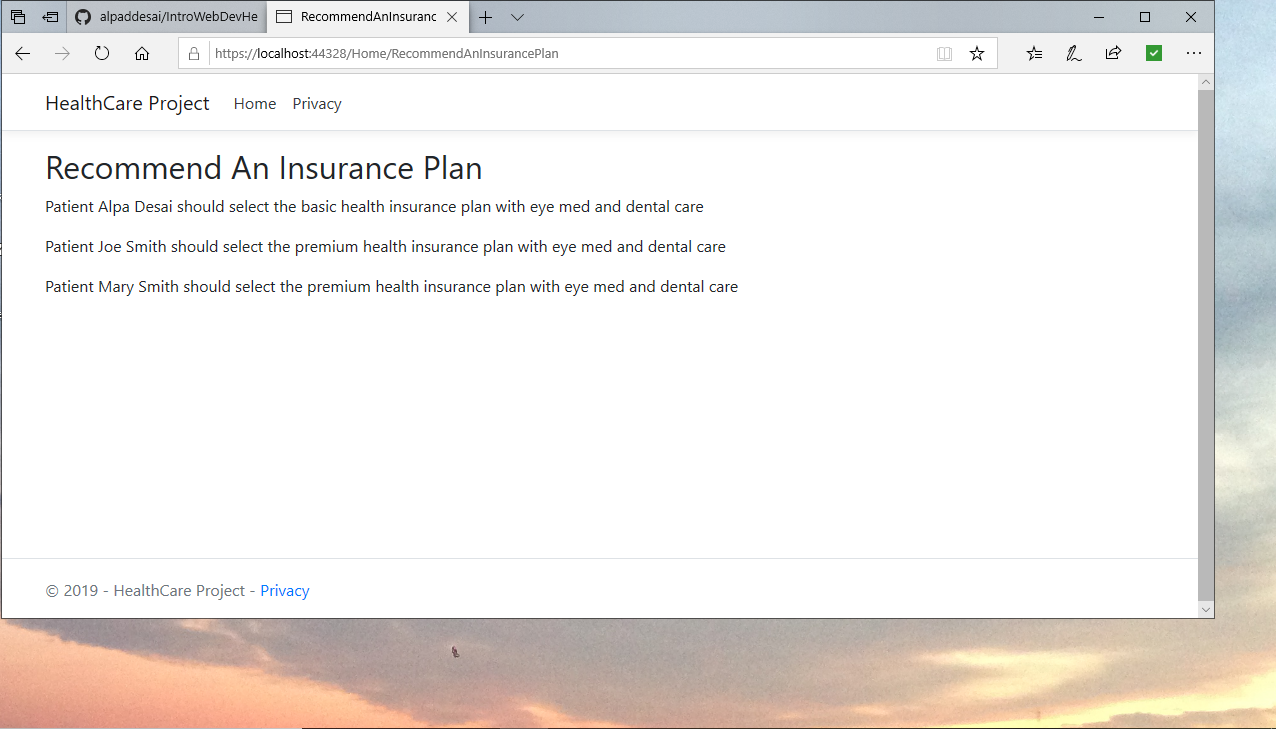 alpaddesai/IntroWebDevHe
RecommendAnInsuranc
https://localhost:44328/Home/RecommendAnInsurancePlan
HealthCare Project Home Privacy
Recommend An Insurance Plan
Patient Alpa Desai should select the basic health insurance plan with eye med and dental care
Patient Joe Smith should select the premium health insurance plan with eye med and dental care
Patient Mary Smith should select the premium health insurance plan with eye med and dental care
© 2019 - HealthCare Project - Privacy